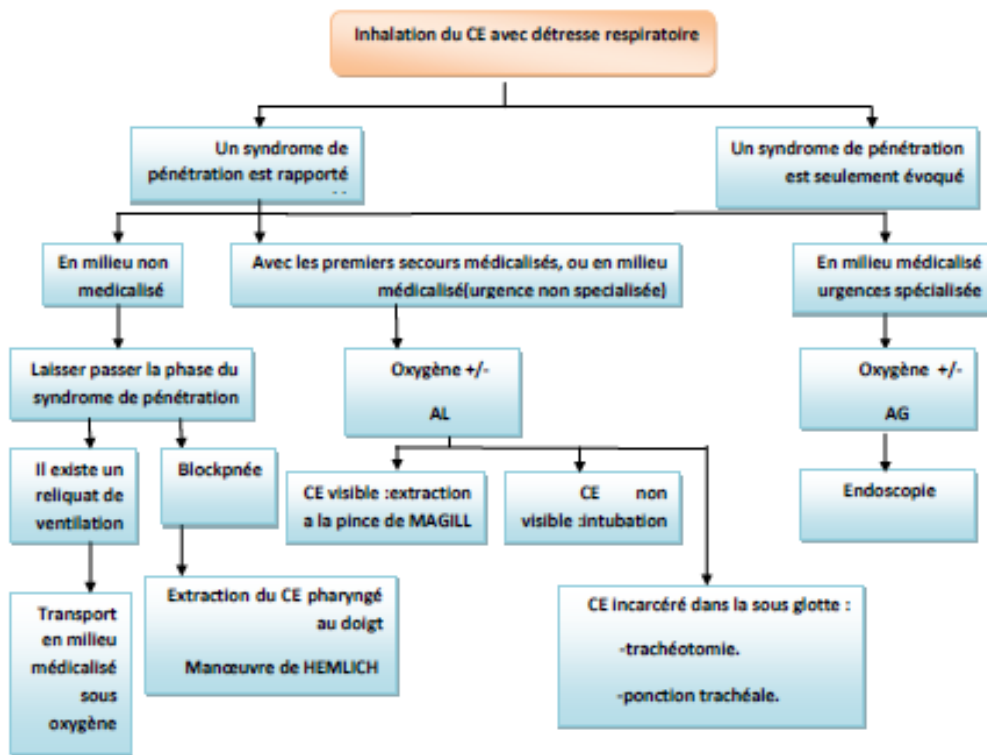 Inhalation du CE avec détresse respiratoire
Un syndrome de
pénétration est rapporté
Un syndrome de pénétration
est seulement évoqué
En milieu non
medicalisé
Avec les premiers secours médicalisés, ou en milieu
médicalisé(urgence non specialisée)
En milieu médicalisé
urgences spécialisée
Laisser passer la phase du
syndrome de pénétration
Oxygène +/-
AL
Oxygène +/-
AG
Il existe un
reliquat de
ventilation
Blockpnée
CE visible :extraction
a la pince de MAGILL
CE non
visible :intubation
Endoscopie
Transport
en milieu
médicalisé
sous
oxygène
Extraction du CE pharyngé
au doigt
Manœuvre de HEMLICH
CE incarcéré dans la sous glotte :
-trachéotomie.
-ponction trachéale.